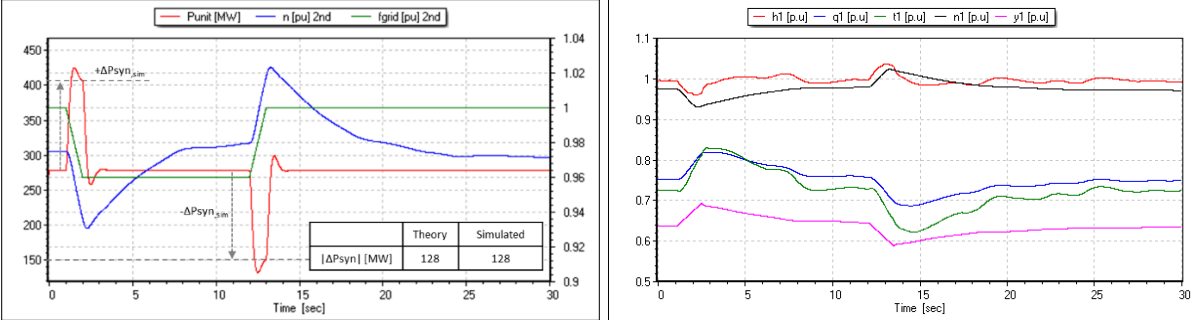 Punit [MW] n [pu] 2nd fgrid [pu] 2nd
450
400
350
300
250
200
150
1.04
1.02
1
0.98
0.96
0.94
0.92
0.9
+ΔPsyn,sim
-ΔPsyn,sim
Theory Simulated
|ΔPsyn| [MW] 128 128
0 5 10 15 20 25 30
Time [sec]
h1 [p.u] q1 [p.u] t1 [p.u] n1 [p.u] y1 [p.u]
1.1
1
0.9
0.8
0.7
0.6
0.5
0 5 10 15 20 25 30
Time [sec]